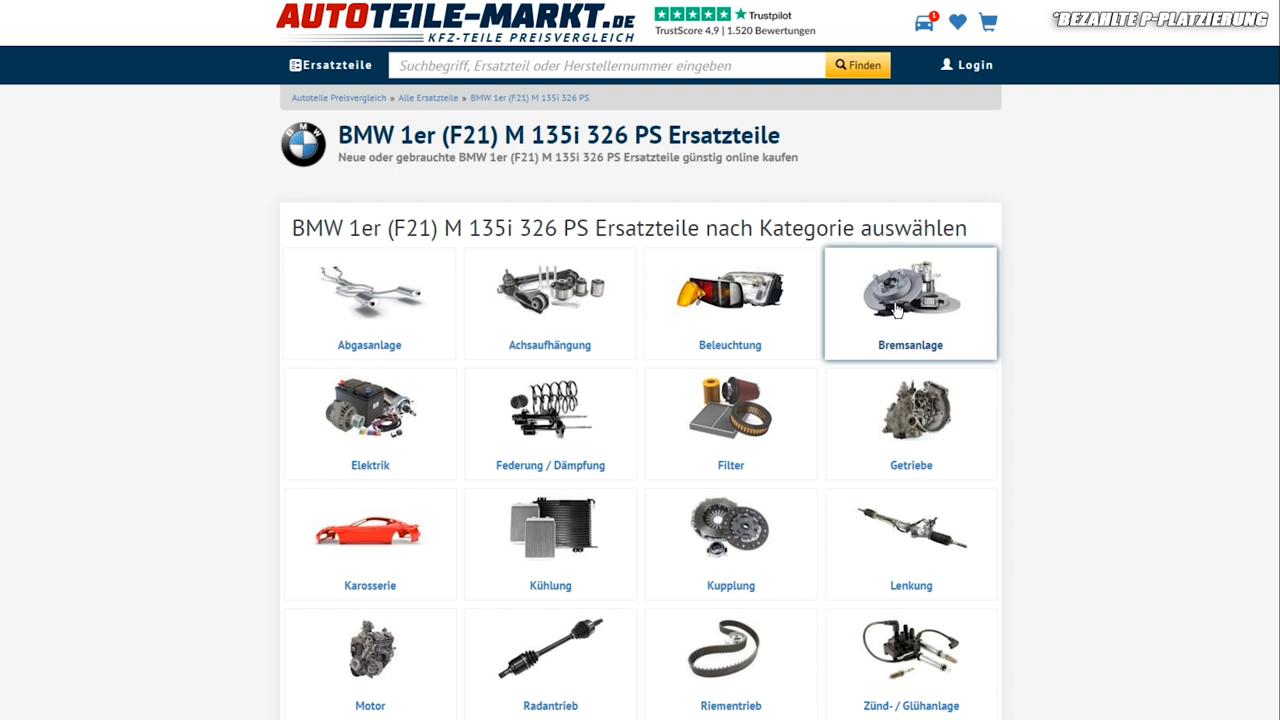 AUTOTEILE-MARKT.DE
KFZ-TEILE PREISVERGLEICH
Trustpilot
TrustScore 4,9 | 1.520 Bewertungen
1
*BEZAHLTE P-PLATZIERUNG
Ersatzteile
Suchbegriff, Ersatzteil oder Herstellernummer eingeben
Finden
Login
Autoteile Preisvergleich » Alle Ersatzteile » BMW 1er (F21) M 135i 326 PS
BMW
BMW 1er (F21) M 135i 326 PS Ersatzteile
Neue oder gebrauchte BMW 1er (F21) M 135i 326 PS Ersatzteile günstig online kaufen
BMW 1er (F21) M 135i 326 PS Ersatzteile nach Kategorie auswählen
Abgasanlage
Achsaufhängung
Beleuchtung
Bremsanlage
Elektrik
Federung / Dämpfung
Filter
Getriebe
Karosserie
Kühlung
Kupplung
Lenkung
Motor
Radantrieb
Riementrieb
Zünd- / Glühanlage